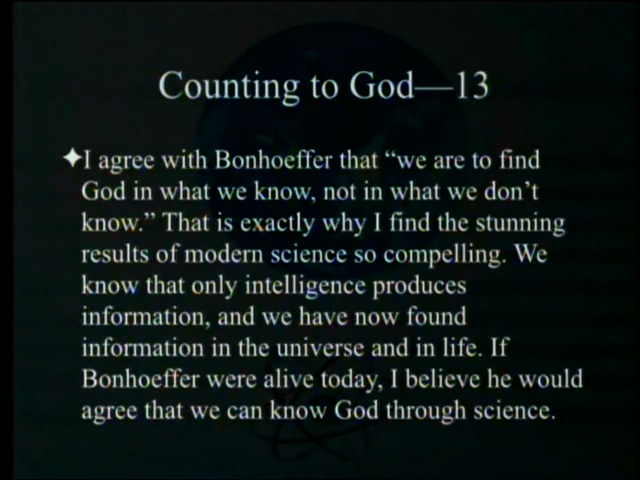 Counting to God—13
✦I agree with Bonhoeffer that “we are to find
God in what we know, not in what we don’t
know.” That is exactly why I find the stunning
results of modern science so compelling. We
know that only intelligence produces
information, and we have now found
information in the universe and in life. If
Bonhoeffer were alive today, I believe he would
agree that we can know God through science.